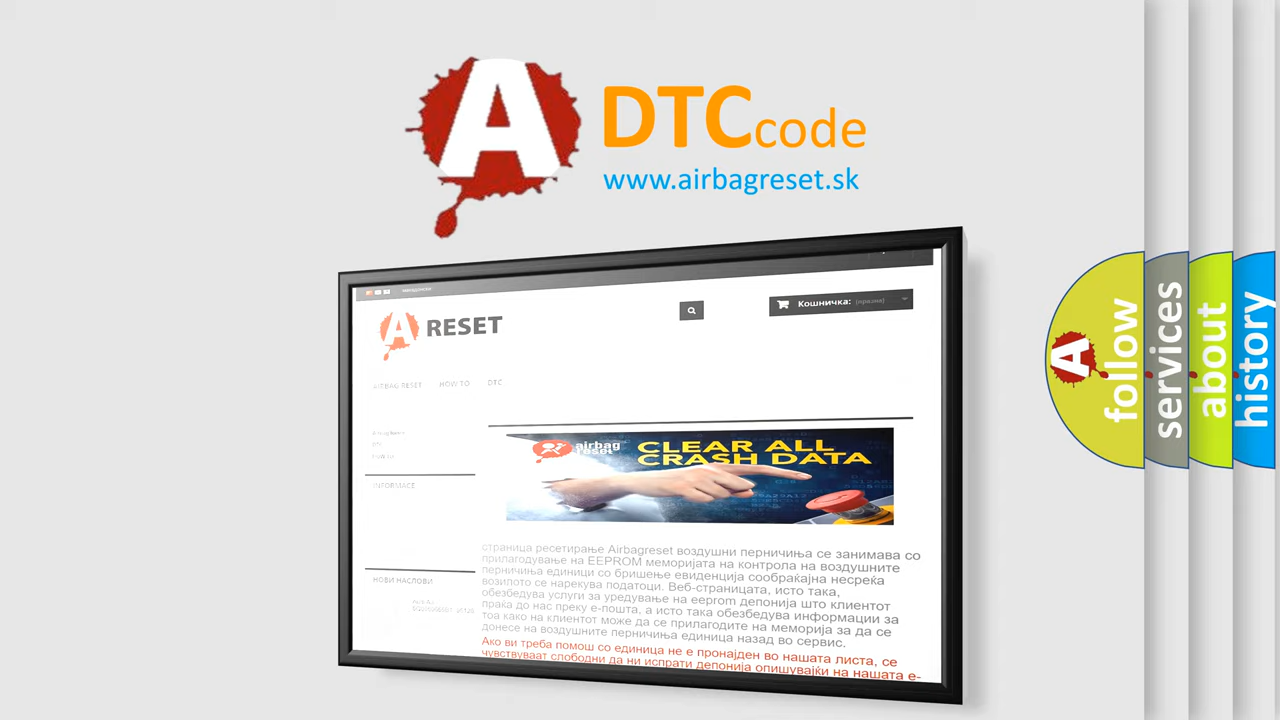 A
DTC code
www.airbagreset.sk
A RESET
Кошничка: (празна)
AIRBAG RESET HOW TO DTC
airbag
reset
CLEAR ALL
CRASH DATA
INFORMACE
страница ресетирање Airbagreset воздушни перничиња се занимава со
прилагодување на EEPROM меморијата на контрола на воздушните
перничиња единици со бришење евиденција сообраќајна несреќа
возилото се нарекува податоци. Веб-страницата, исто така,
обезбедува услуги за уредување на eeprom депонија што клиентот
праќа до нас преку е-пошта, а исто така обезбедува информации за
тоа како на клиентот може да се прилагодите на меморија за да се
донесе на воздушните перничиња единица назад во сервис.
Ако ви треба помош со единица не е пронајден во нашата листа, се
чувствуваат слободни да ни испрати депонија опишувајќи на нашата е-
НОВИ НАСЛОВИ
A follow
services
about
history